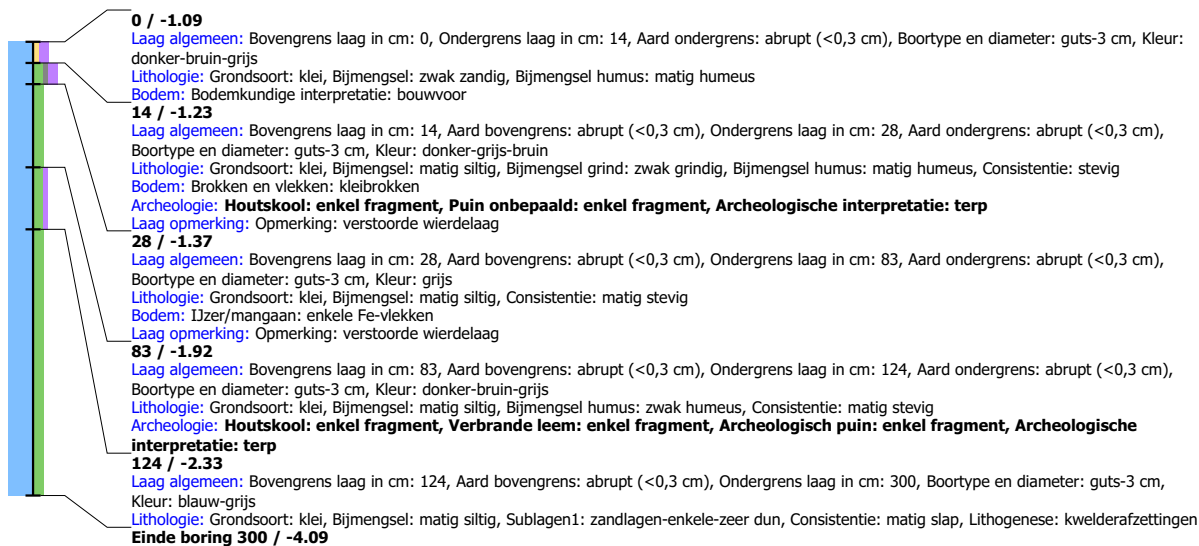 0 / -1.09
Laag algemeen: Bovengrens laag in cm: 0, Ondergrens laag in cm: 14, Aard ondergrens: abrupt (<0,3 cm), Boortype en diameter: guts-3 cm, Kleur:
donker-bruin-grijs
Lithologie: Grondsoort: klei, Bijmengsel: zwak zandig, Bijmengsel humus: matig humeus
Bodem: Bodemkundige interpretatie: bouwvoor
14 / -1.23
Laag algemeen: Bovengrens laag in cm: 14, Aard bovengrens: abrupt (<0,3 cm), Ondergrens laag in cm: 28, Aard ondergrens: abrupt (<0,3 cm),
Boortype en diameter: guts-3 cm, Kleur: donker-grijs-bruin
Lithologie: Grondsoort: klei, Bijmengsel: matig siltig, Bijmengsel grind: zwak grindig, Bijmengsel humus: matig humeus, Consistentie: stevig
Bodem: Brokken en vlekken: kleibrokken
Archeologie: Houtskool: enkel fragment, Puin onbepaald: enkel fragment, Archeologische interpretatie: terp
Laag opmerking: Opmerking: verstoorde wierdelaag
28 / -1.37
Laag algemeen: Bovengrens laag in cm: 28, Aard bovengrens: abrupt (<0,3 cm), Ondergrens laag in cm: 83, Aard ondergrens: abrupt (<0,3 cm),
Boortype en diameter: guts-3 cm, Kleur: grijs
Lithologie: Grondsoort: klei, Bijmengsel: matig siltig, Consistentie: matig stevig
Bodem: IJzer/mangaan: enkele Fe-vlekken
Laag opmerking: Opmerking: verstoorde wierdelaag
83 / -1.92
Laag algemeen: Bovengrens laag in cm: 83, Aard bovengrens: abrupt (<0,3 cm), Ondergrens laag in cm: 124, Aard ondergrens: abrupt (<0,3 cm),
Boortype en diameter: guts-3 cm, Kleur: donker-bruin-grijs
Lithologie: Grondsoort: klei, Bijmengsel: matig siltig, Bijmengsel humus: zwak humeus, Consistentie: matig stevig
Archeologie: Houtskool: enkel fragment, Verbrande leem: enkel fragment, Archeologisch puin: enkel fragment, Archeologische
interpretatie: terp
124 / -2.33
Laag algemeen: Bovengrens laag in cm: 124, Aard bovengrens: abrupt (<0,3 cm), Ondergrens laag in cm: 300, Boortype en diameter: guts-3 cm,
Kleur: blauw-grijs
Lithologie: Grondsoort: klei, Bijmengsel: matig siltig, Sublagen1: zandlagen-enkele-zeer dun, Consistentie: matig slap, Lithogenese: kwelderafzettingen
Einde boring 300 / -4.09